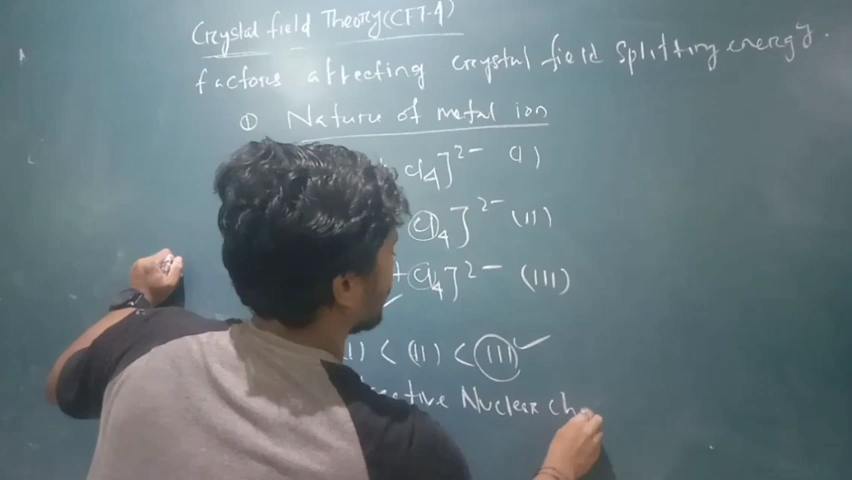 Crystal field Theory(CFT-4)
factors affecting crystal field splitting energy.
① Nature of metal ion
Cl4]2- (I)
Cl4]2- (II)
Cl4]2- (III)
< (II) < (III) ✓
Nuclear